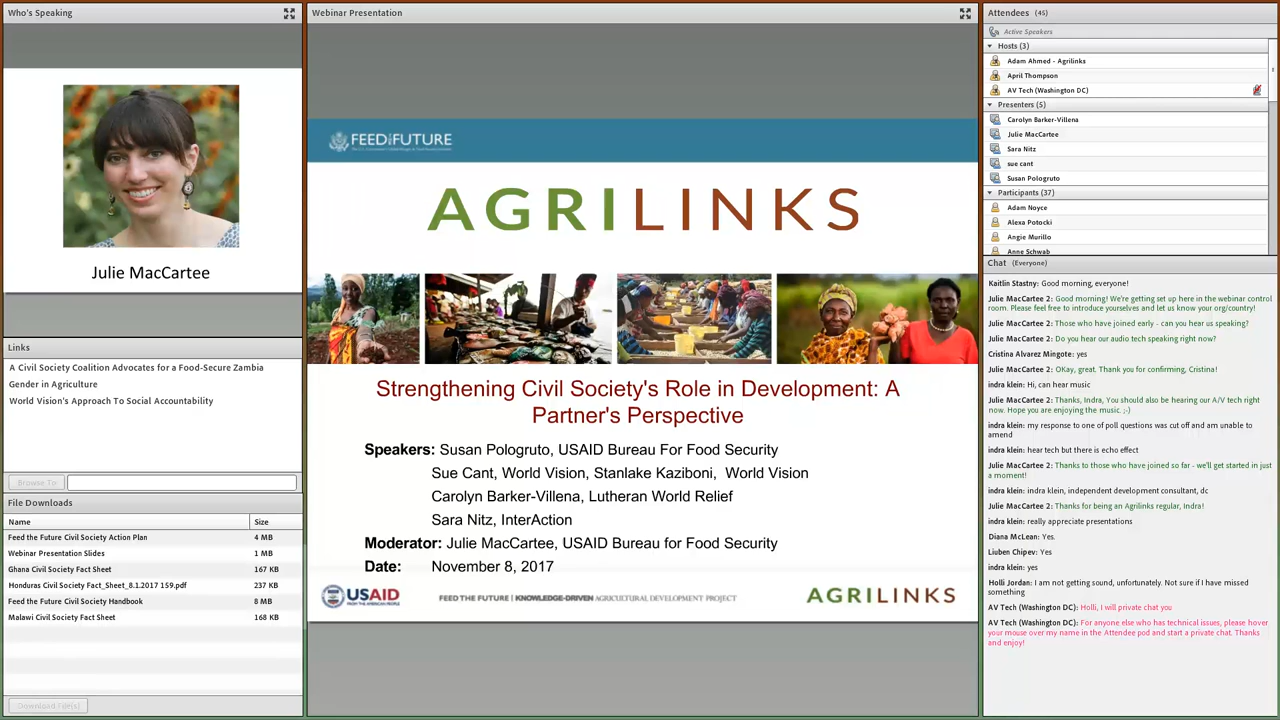 Who's Speaking
Julie MacCartee
Links
A Civil Society Coalition Advocates for a Food-Secure Zambia
Gender in Agriculture
World Vision's Approach To Social Accountability
Browse To
File Downloads
Name Size
Feed the Future Civil Society Action Plan 4 MB
Webinar Presentation Slides 1 MB
Ghana Civil Society Fact Sheet 167 KB
Honduras Civil Society Fact_Sheet_8.1.2017 159.pdf 237 KB
Feed the Future Civil Society Handbook 8 MB
Malawi Civil Society Fact Sheet 168 KB
Download File(s)
Webinar Presentation
FEED THE FUTURE
AGRILINKS
Strengthening Civil Society's Role in Development: A
Partner's Perspective
Speakers: Susan Pologruto, USAID Bureau For Food Security
Sue Cant, World Vision, Stanlake Kaziboni, World Vision
Carolyn Barker-Villena, Lutheran World Relief
Sara Nitz, InterAction
Moderator: Julie MacCartee, USAID Bureau for Food Security
Date: November 8, 2017
USAID
FROM THE AMERICAN PEOPLE
FEED THE FUTURE | KNOWLEDGE-DRIVEN AGRICULTURAL DEVELOPMENT PROJECT
AGRILINKS
Attendees (45)
Active Speakers
Hosts (3)
Adam Ahmed - Agrilinks
April Thompson
AV Tech (Washington DC)
Presenters (5)
Carolyn Barker-Villena
Julie MacCartee
Sara Nitz
sue cant
Susan Pologruto
Participants (37)
Adam Noyce
Alexa Potocki
Angie Murillo
Anne Schwab
Chat (Everyone)
Kaitlin Stastny: Good morning, everyone!
Julie MacCartee 2: Good morning! We're getting set up here in the webinar control
room. Please feel free to introduce yourselves and let us know your org/country!
Julie MacCartee 2: Those who have joined early - can you hear us speaking?
Julie MacCartee 2: Do you hear our audio tech speaking right now?
Cristina Alvarez Mingote: yes
Julie MacCartee 2: OKay, great. Thank you for confirming, Cristina!
indra klein: Hi, can hear music
Julie MacCartee 2: Thanks, Indra, You should also be hearing our A/V tech right
now. Hope you are enjoying the music. ;-)
indra klein: my response to one of poll questions was cut off and am unable to
amend
indra klein: hear tech but there is echo effect
Julie MacCartee 2: Thanks to those who have joined so far - we'll get started in just
a moment!
indra klein: indra klein, independent development consultant, dc
Julie MacCartee 2: Thanks for being an Agrilinks regular, Indra!
indra klein: really appreciate presentations
Diana McLean: Yes.
Liuben Chipev: Yes
indra klein: yes
Holli Jordan: I am not getting sound, unfortunately. Not sure if I have missed
something
AV Tech (Washington DC): Holli, I will private chat you
AV Tech (Washington DC): For anyone else who has technical issues, please hover
your mouse over my name in the Attendee pod and start a private chat. Thanks
and enjoy!